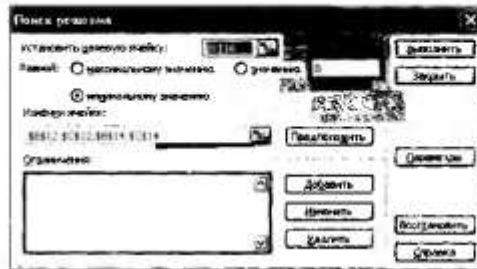 Поиск решения
Установить целевую ячейку:
Равной: максимальному значению значению: 0
минимальному значению
Изменяя ячейки:
Предположить
Ограничения:
Добавить
Изменить
Удалить
Выполнить
Закрыть
Параметры
Восстановить
Справка